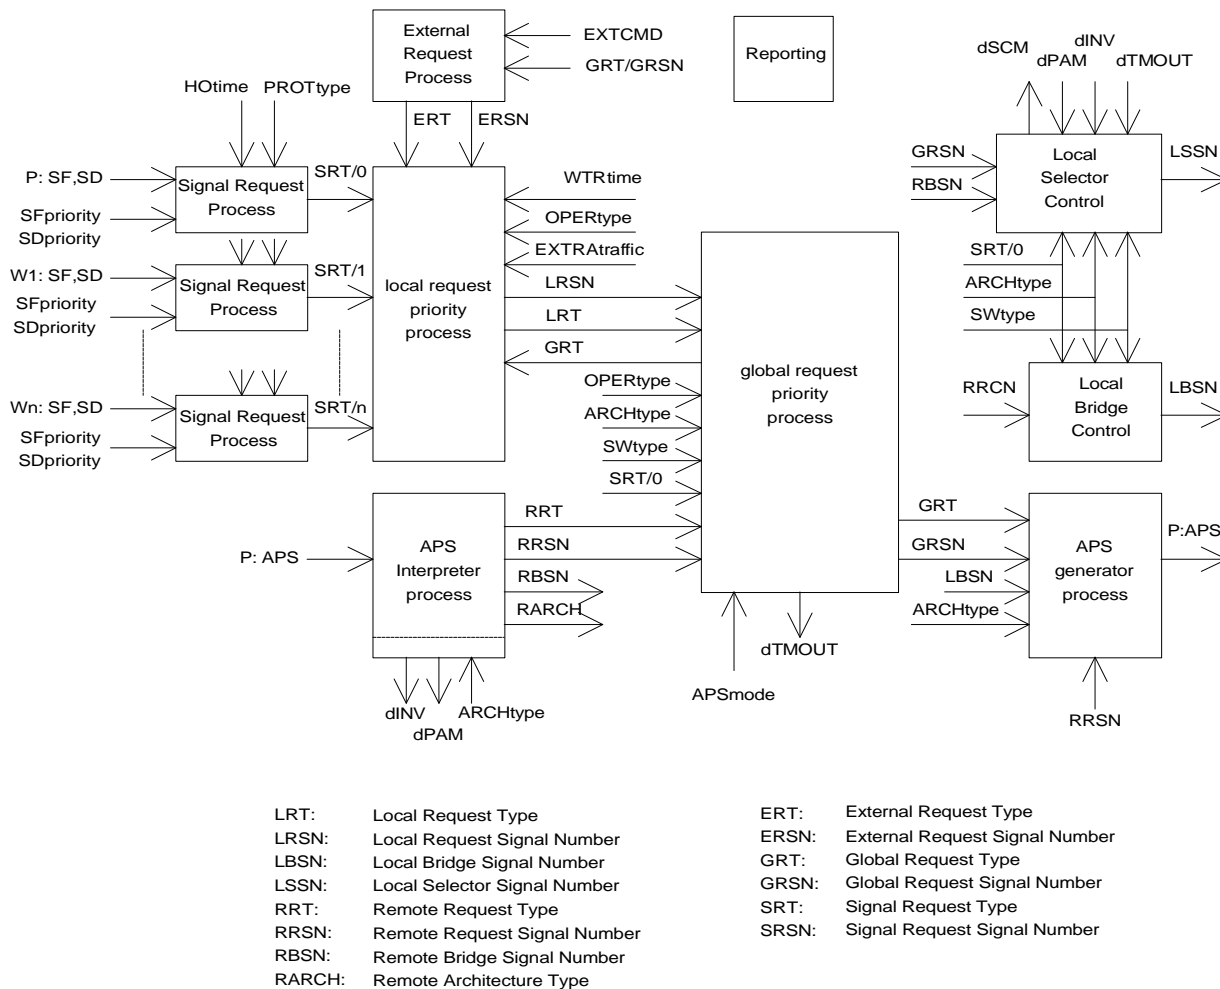 External
Request
Process
EXTCMD
GRT/GRSN
Reporting
dSCM
dINV
dPAM
dTMOUT
HOtime
PROTtype
ERT
ERSN
P: SF,SD
SFpriority
SDpriority
Signal Request
Process
SRT/0
W1: SF,SD
SFpriority
SDpriority
Signal Request
Process
SRT/1
Wn: SF,SD
SFpriority
SDpriority
Signal Request
Process
SRT/n
local request
priority
process
WTRtime
OPERtype
EXTRAtraffic
LRSN
LRT
GRT
OPERtype
ARCHtype
SWtype
SRT/0
global request
priority
process
GRSN
RBSN
Local
Selector
Control
LSSN
SRT/0
ARCHtype
SWtype
RRCN
Local
Bridge
Control
LBSN
P: APS
APS
Interpreter
process
RRT
RRSN
RBSN
RARCH
dINV
dPAM
ARCHtype
APSmode
dTMOUT
GRT
GRSN
LBSN
ARCHtype
APS
generator
process
P:APS
RRSN
LRT: Local Request Type
LRSN: Local Request Signal Number
LBSN: Local Bridge Signal Number
LSSN: Local Selector Signal Number
RRT: Remote Request Type
RRSN: Remote Request Signal Number
RBSN: Remote Bridge Signal Number
RARCH: Remote Architecture Type
ERT: External Request Type
ERSN: External Request Signal Number
GRT: Global Request Type
GRSN: Global Request Signal Number
SRT: Signal Request Type
SRSN: Signal Request Signal Number